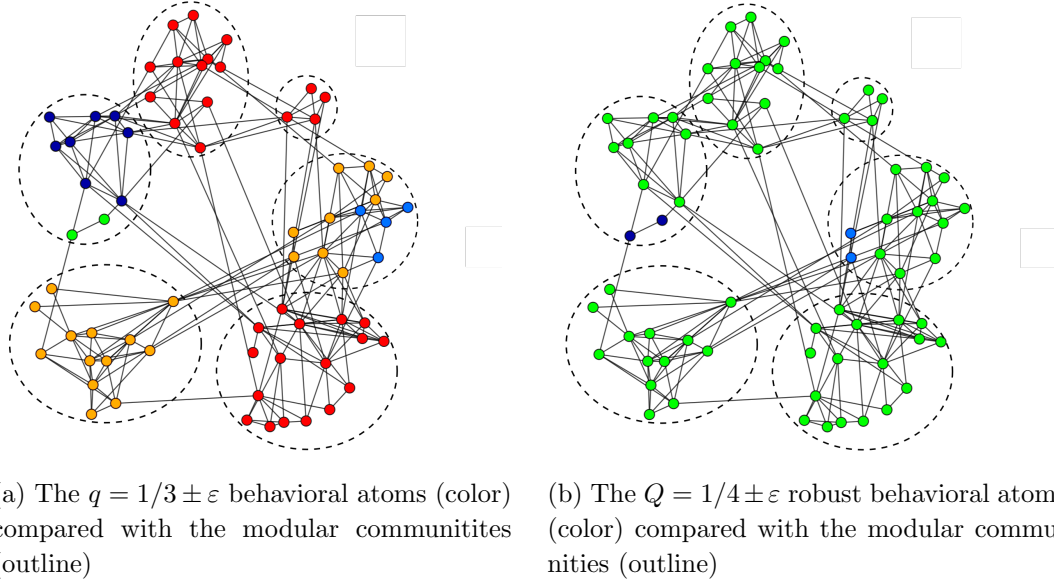 (a) The q = 1/3 ± ε behavioral atoms (color)
compared with the modular communitites
(outline)
(b) The Q = 1/4 ± ε robust behavioral atom
(color) compared with the modular commu
nities (outline)